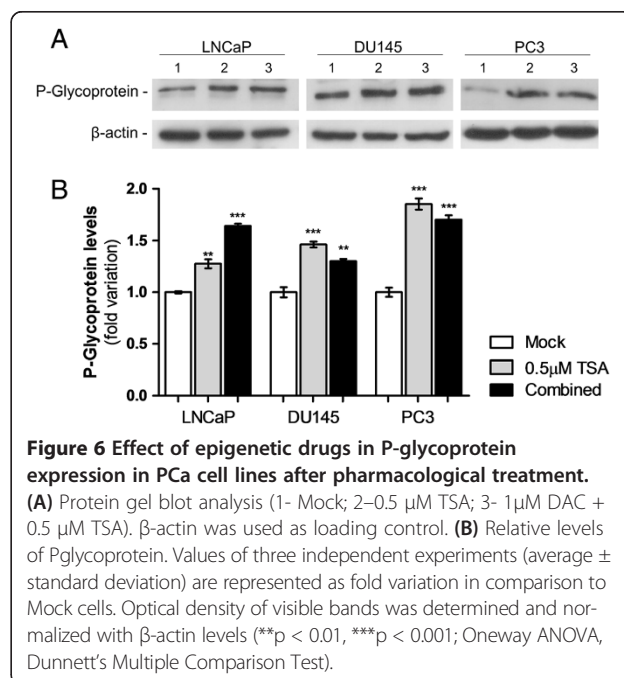 A
LNCaP DU145 PC3
1 2 3 1 2 3 1 2 3
P-Glycoprotein -
β-actin -
B
P-Glycoprotein levels
(fold variation)
2.0
1.5
1.0
0.5
0.0
** *** *** ** *** ***
LNCaP DU145 PC3
Mock
0.5μM TSA
Combined
Figure 6 Effect of epigenetic drugs in P-glycoprotein
expression in PCa cell lines after pharmacological treatment.
(A) Protein gel blot analysis (1- Mock; 2–0.5 μM TSA; 3- 1μM DAC +
0.5 μM TSA). β-actin was used as loading control. (B) Relative levels
of Pglycoprotein. Values of three independent experiments (average ±
standard deviation) are represented as fold variation in comparison to
Mock cells. Optical density of visible bands was determined and nor-
malized with β-actin levels (**p < 0.01, ***p < 0.001; Oneway ANOVA,
Dunnett's Multiple Comparison Test).